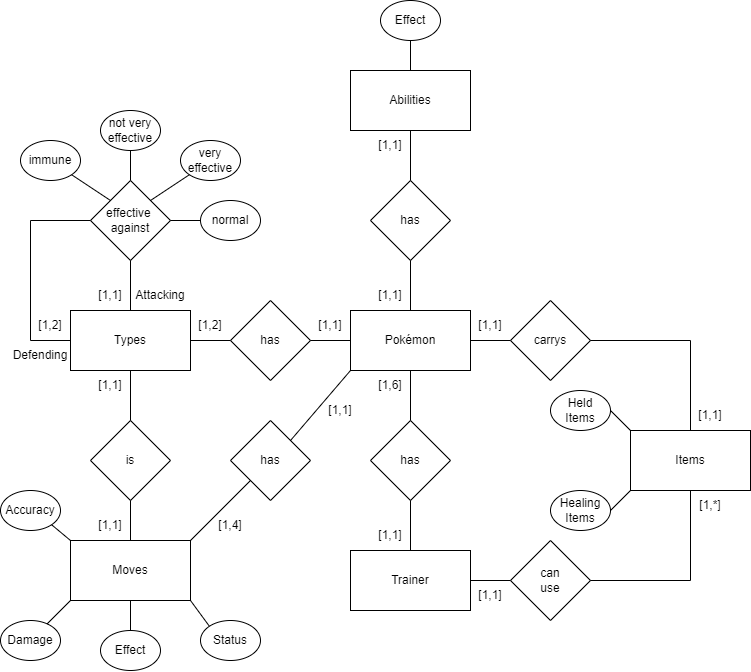 Effect
Abilities
[1,1]
not very
effective
immune
very
effective
effective
against
normal
has
[1,1]
Attacking
[1,1]
[1,2]
Defending
Types
[1,2]
has
[1,1]
Pokémon
[1,1]
carrys
[1,1]
[1,1]
[1,6]
[1,1]
Held
Items
Items
is
has
has
Healing
Items
[1,*]
Accuracy
[1,1]
[1,4]
[1,1]
Moves
Trainer
[1,1]
can
use
Damage
Effect
Status